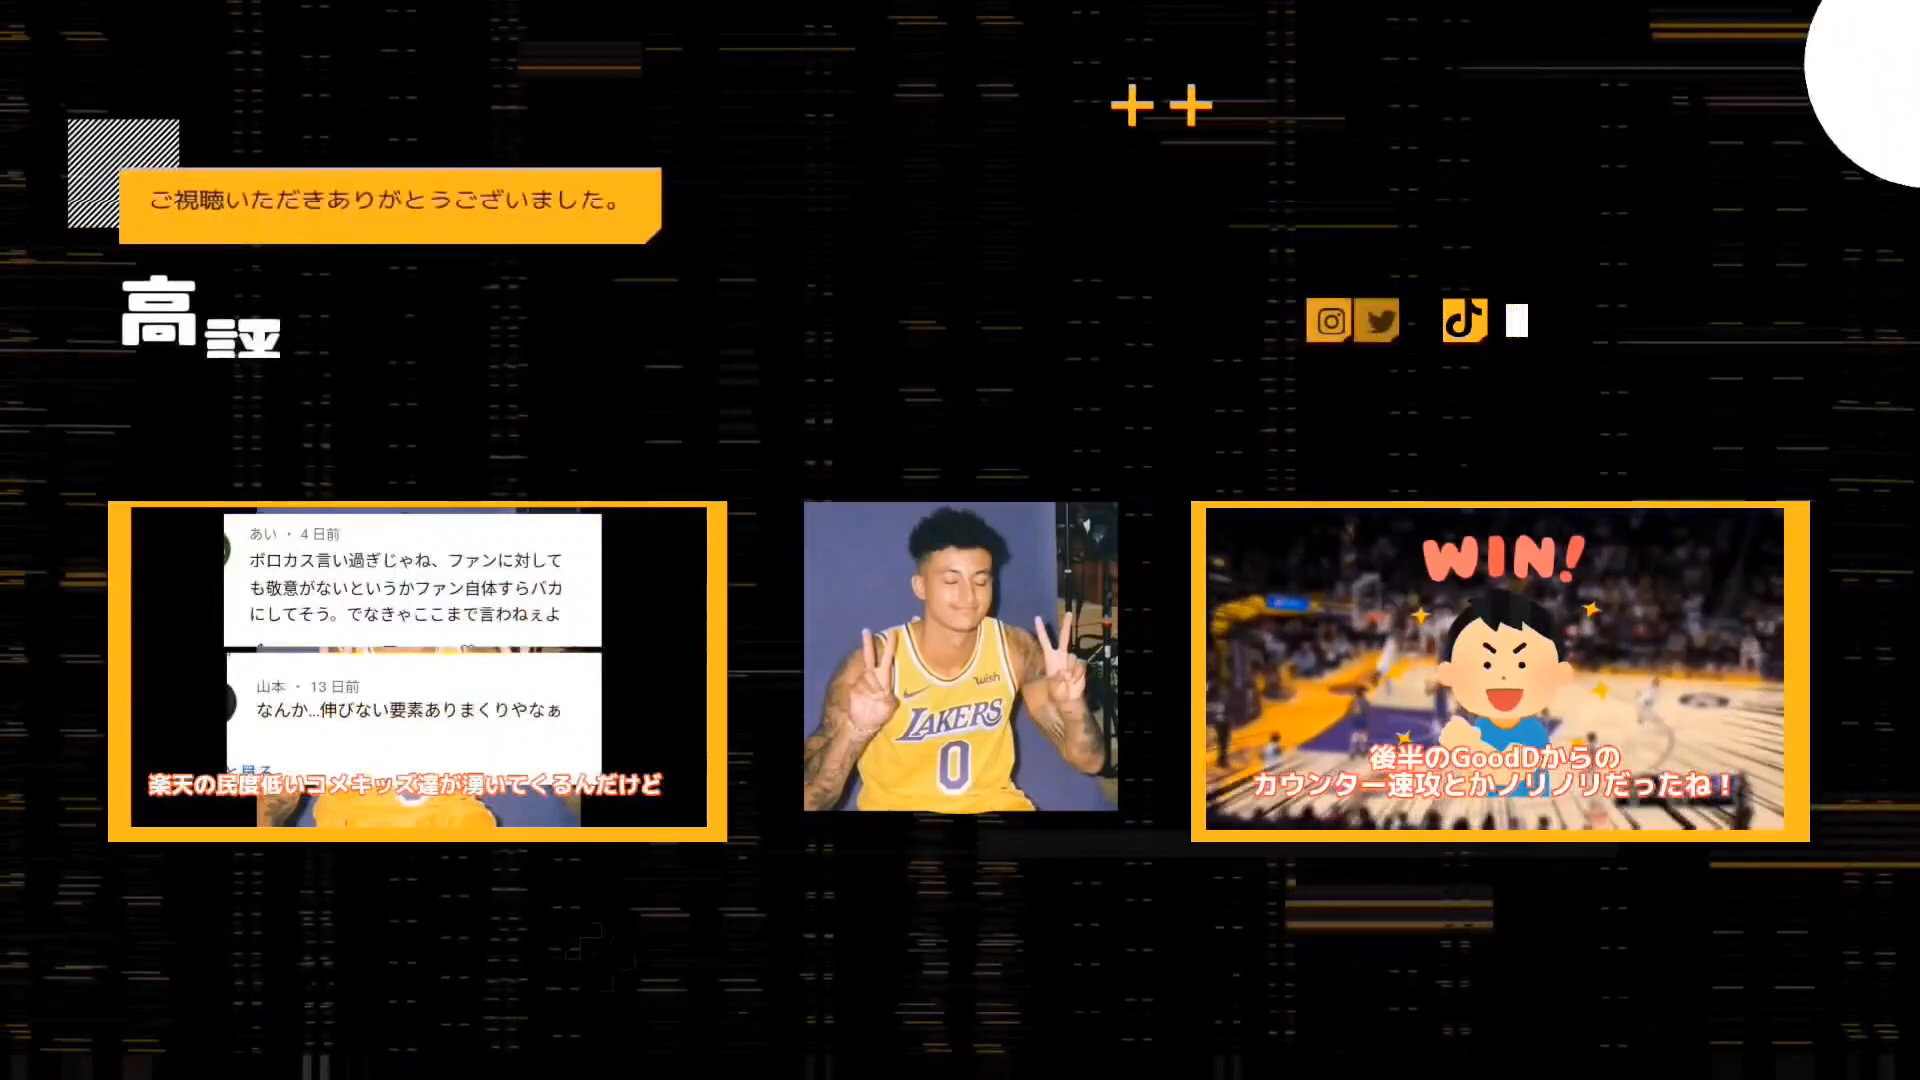 ご視聴いただきありがとうございました。
高評
あい ・ 4 日前
ボロカス言い過ぎじゃね、ファンに対して
も敬意がないというかファン自体すらバカ
にしてそう。でなきゃここまで言わねぇよ
山本 ・ 13 日前
なんか...伸びない要素ありまくりやなぁ
楽天の民度低いコメキッズ達が湧いてくるんだけど
wish
LAKERS
0
WIN!
後半のGoodDからの
カウンター速攻とかノリノリだったね！